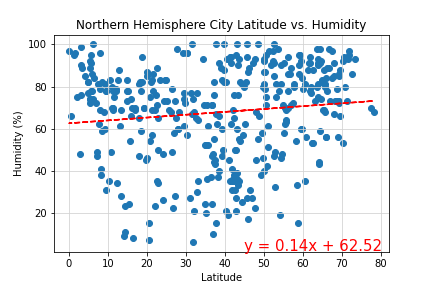 Northern Hemisphere City Latitude vs. Humidity
100
80
60
40
20
Humidity (%)
y = 0.14x + 62.52
0 10 20 30 40 50 60 70 80
Latitude